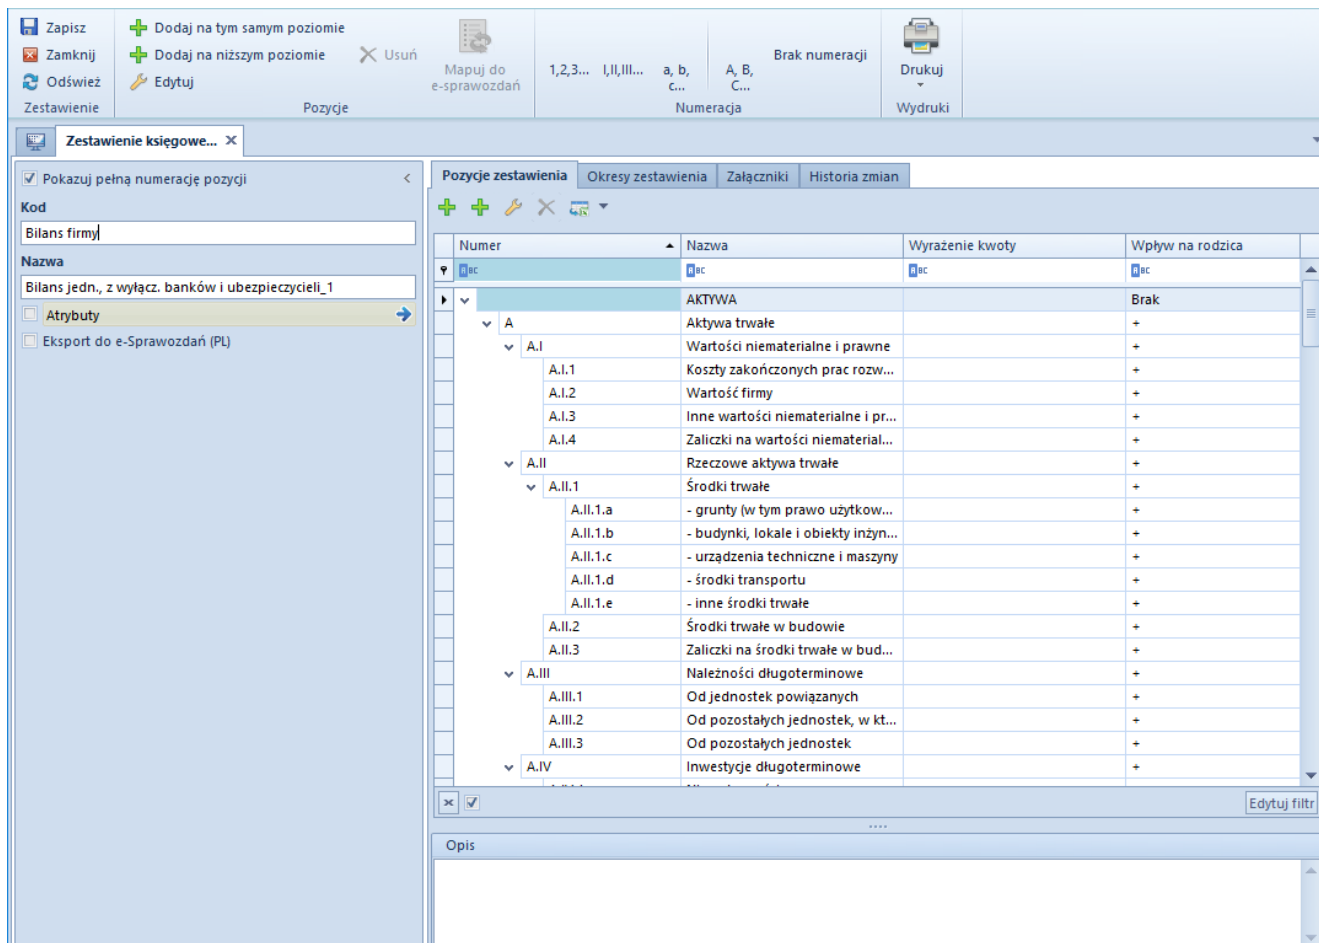 Zapisz
Dodaj na tym samym poziomie
Zamknij
Dodaj na niższym poziomie
Usuń
Mapuj do
e-sprawozdań
1,2,3...
I,II,III...
a, b,
c...
A, B,
C...
Brak numeracji
Drukuj
Odśwież
Edytuj
Zestawienie
Pozycje
Numeracja
Wydruki
Zestawienie księgowe...
Pokazuj pełną numerację pozycji
Kod
Bilans firmy
Nazwa
Bilans jedn., z wyłącz. banków i ubezpieczycieli_1
Atrybuty
Eksport do e-Sprawozdań (PL)
Pozycje zestawienia Okresy zestawienia Załączniki Historia zmian
Numer Nazwa Wyrażenie kwoty Wpływ na rodzica
AKTYWA Brak
A Aktywa trwałe +
A.I Wartości niematerialne i prawne +
A.I.1 Koszty zakończonych prac rozw... +
A.I.2 Wartość firmy +
A.I.3 Inne wartości niematerialne i pr... +
A.I.4 Zaliczki na wartości niematerial... +
A.II Rzeczowe aktywa trwałe +
A.II.1 Środki trwałe +
A.II.1.a - grunty (w tym prawo użytkow... +
A.II.1.b - budynki, lokale i obiekty inżyn... +
A.II.1.c - urządzenia techniczne i maszyny +
A.II.1.d - środki transportu +
A.II.1.e - inne środki trwałe +
A.II.2 Środki trwałe w budowie +
A.II.3 Zaliczki na środki trwałe w bud... +
A.III Należności długoterminowe +
A.III.1 Od jednostek powiązanych +
A.III.2 Od pozostałych jednostek, w kt... +
A.III.3 Od pozostałych jednostek +
A.IV Inwestycje długoterminowe +
Edytuj filtr
Opis